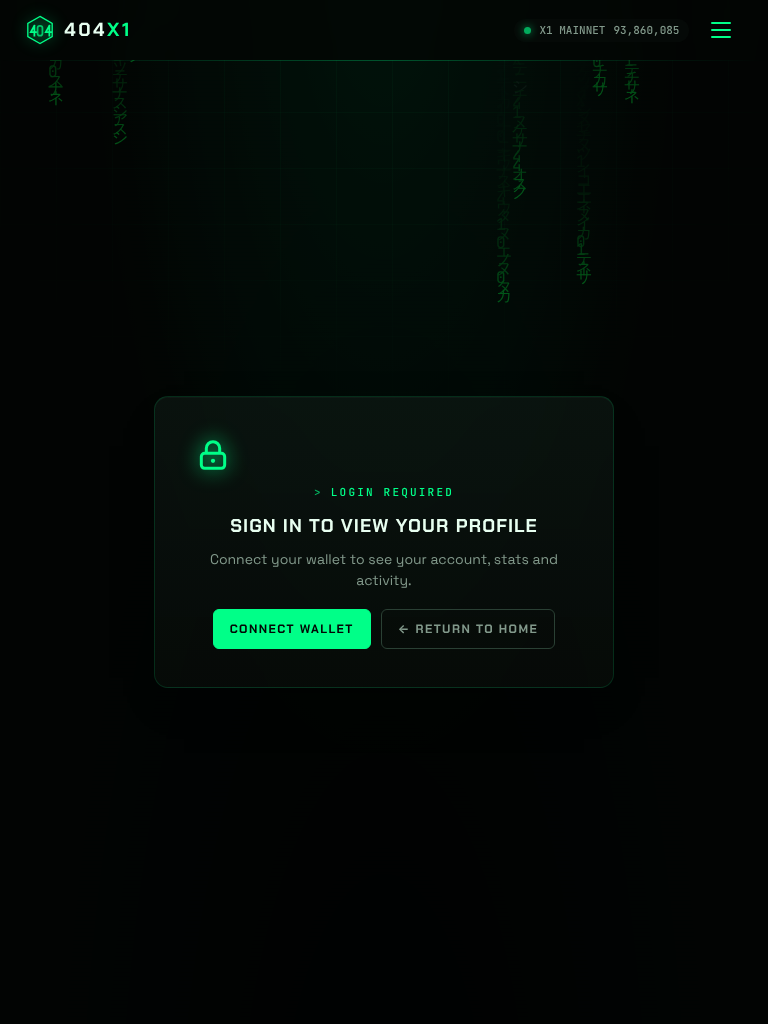 404 404X1
X1 MAINNET 93,860,085
> LOGIN REQUIRED
SIGN IN TO VIEW YOUR PROFILE
Connect your wallet to see your account, stats and
activity.
CONNECT WALLET
← RETURN TO HOME